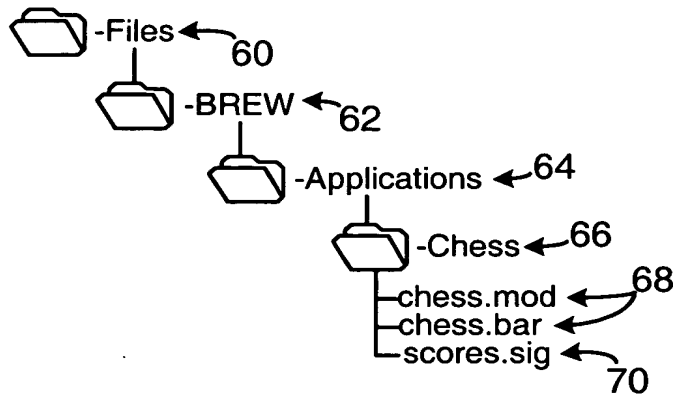 -Files 60
-BREW 62
-Applications 64
-Chess 66
chess.mod 68
chess.bar
scores.sig 70